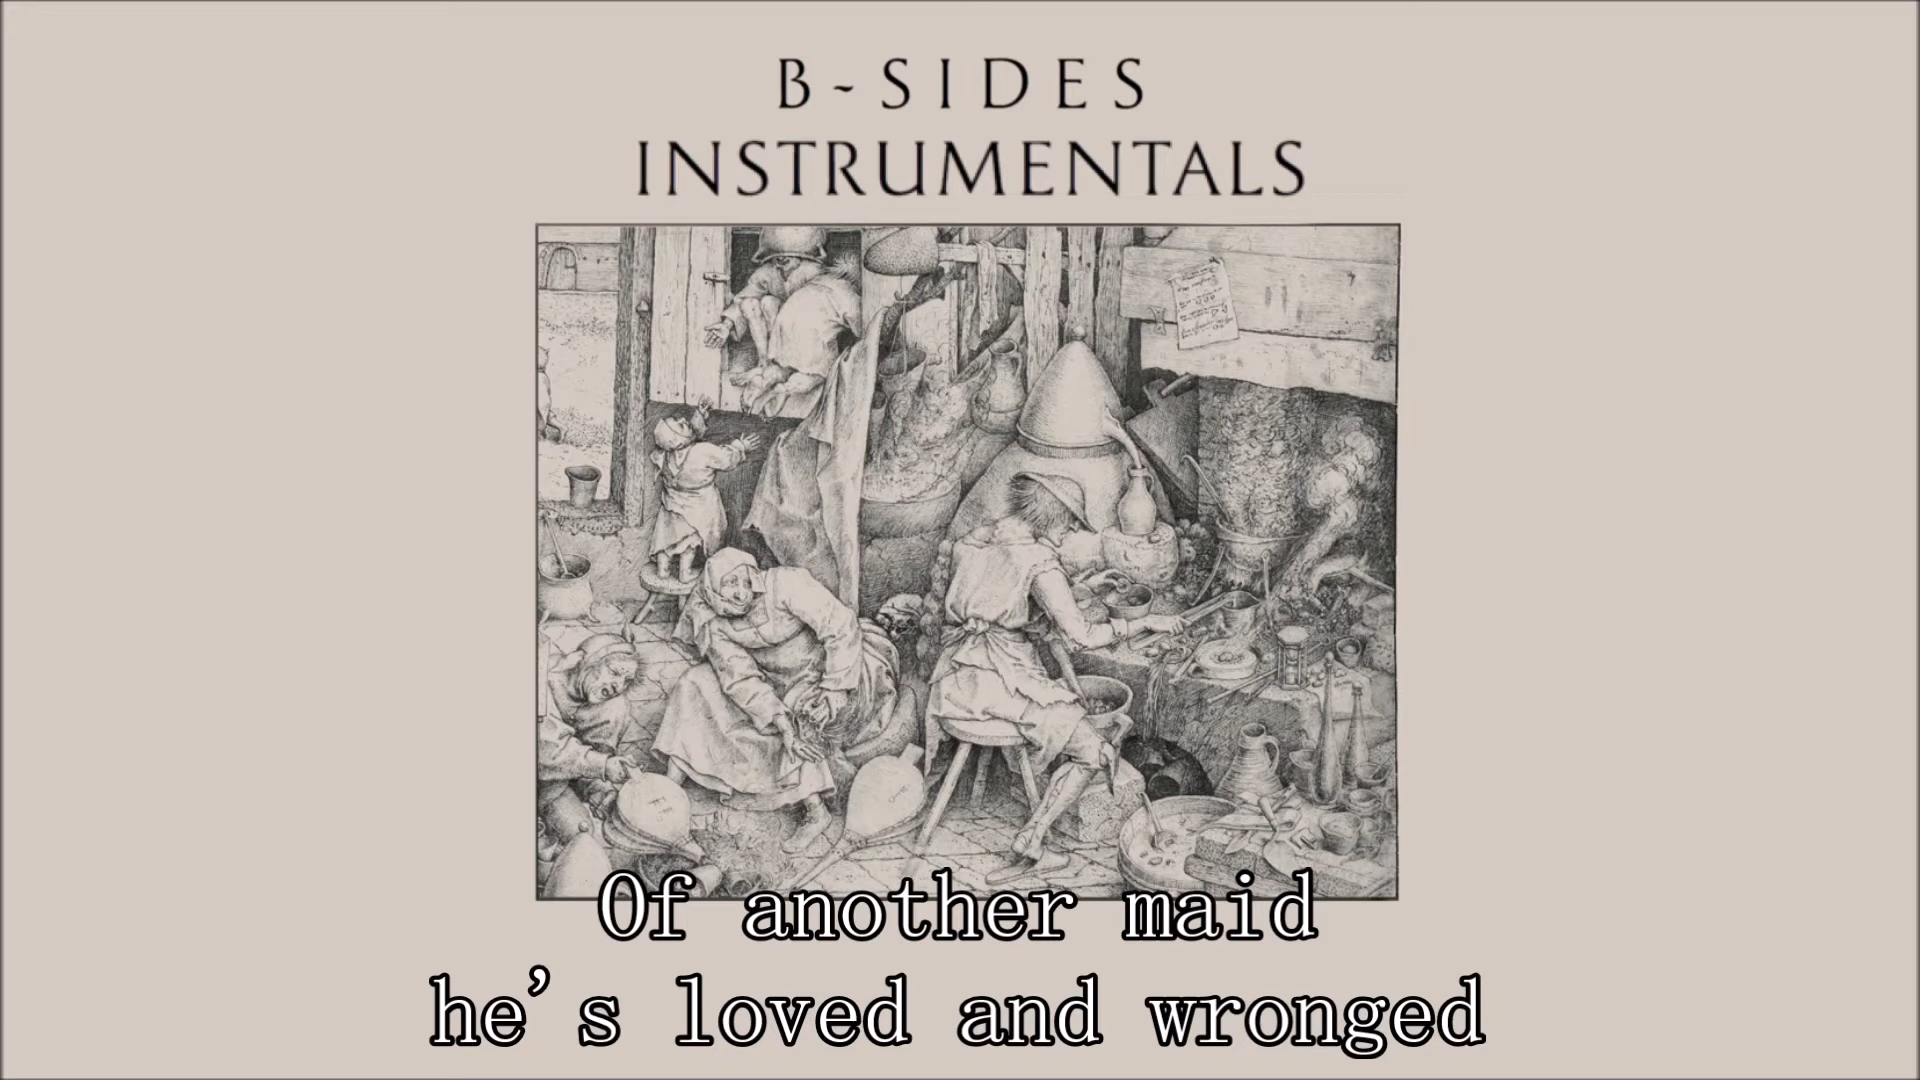 B-SIDES
INSTRUMENTALS
Of another maid
he's loved and wronged